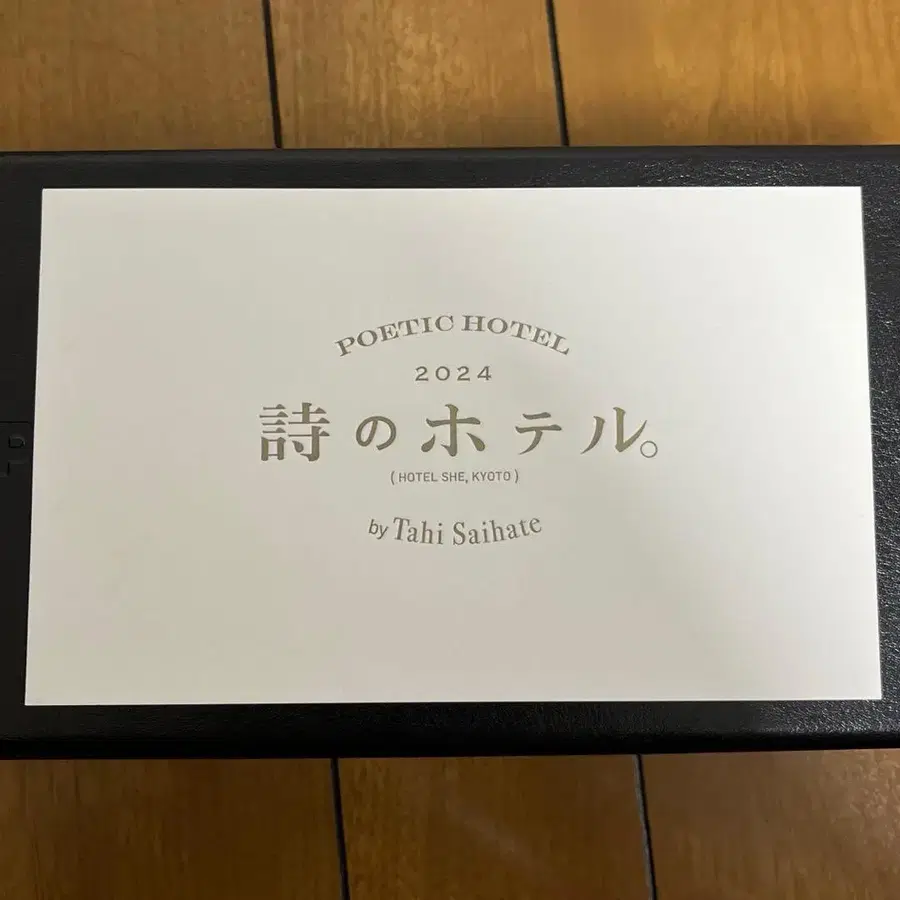 POETIC HOTEL
2024
詩のホテル。
( HOTEL SHE, KYOTO )
by Tahi Saihate